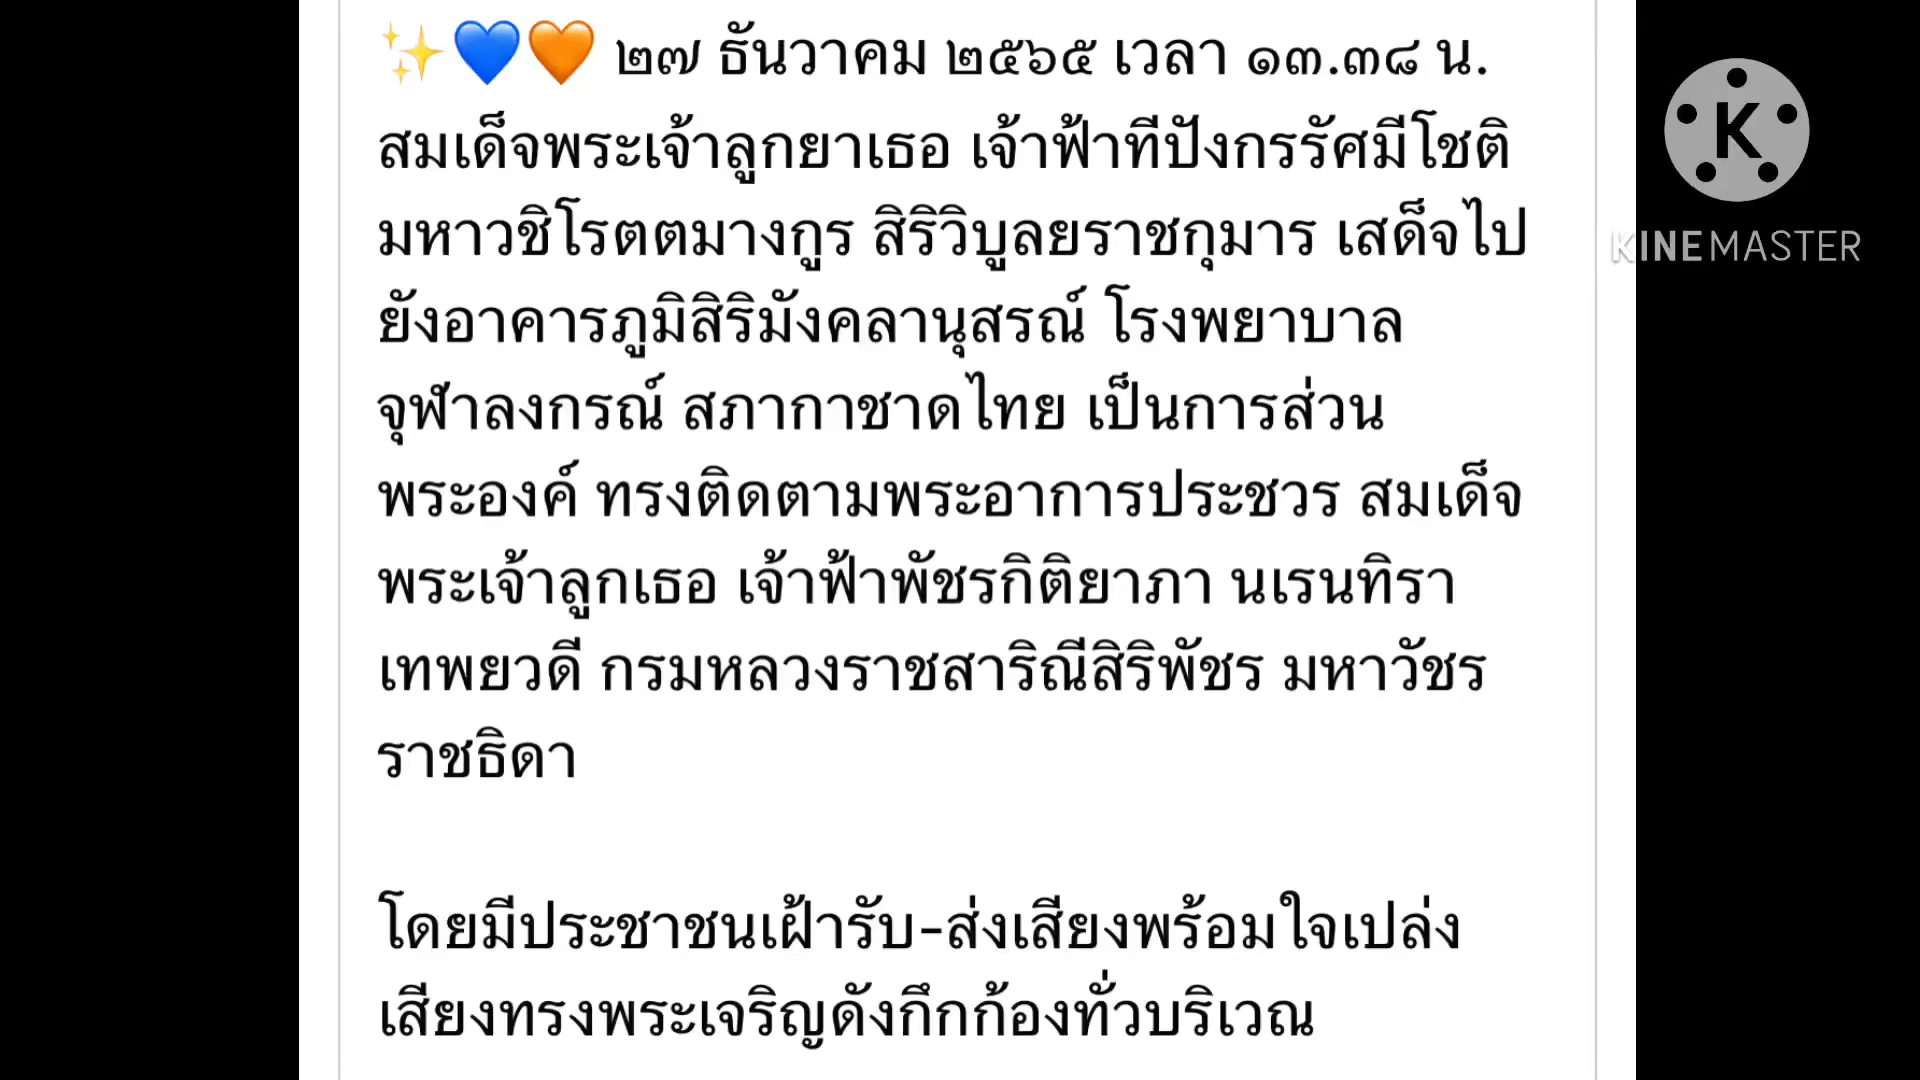 ✨💙🧡 ๒๗ ธันวาคม ๒๕๖๕ เวลา ๑๓.๓๘ น.
สมเด็จพระเจ้าลูกยาเธอ เจ้าฟ้าทีปังกรรัศมีโชติ
มหาวชิโรตตมางกูร สิริวิบูลยราชกุมาร เสด็จไป
ยังอาคารภูมิสิริมังคลานุสรณ์ โรงพยาบาล
จุฬาลงกรณ์ สภากาชาดไทย เป็นการส่วน
พระองค์ ทรงติดตามพระอาการประชวร สมเด็จ
พระเจ้าลูกเธอ เจ้าฟ้าพัชรกิติยาภา นเรนทิรา
เทพยวดี กรมหลวงราชสาริณีสิริพัชร มหาวัชร
ราชธิดา
โดยมีประชาชนเฝ้ารับ-ส่งเสียงพร้อมใจเปล่ง
เสียงทรงพระเจริญดังกึกก้องทั่วบริเวณ
K
KINEMASTER